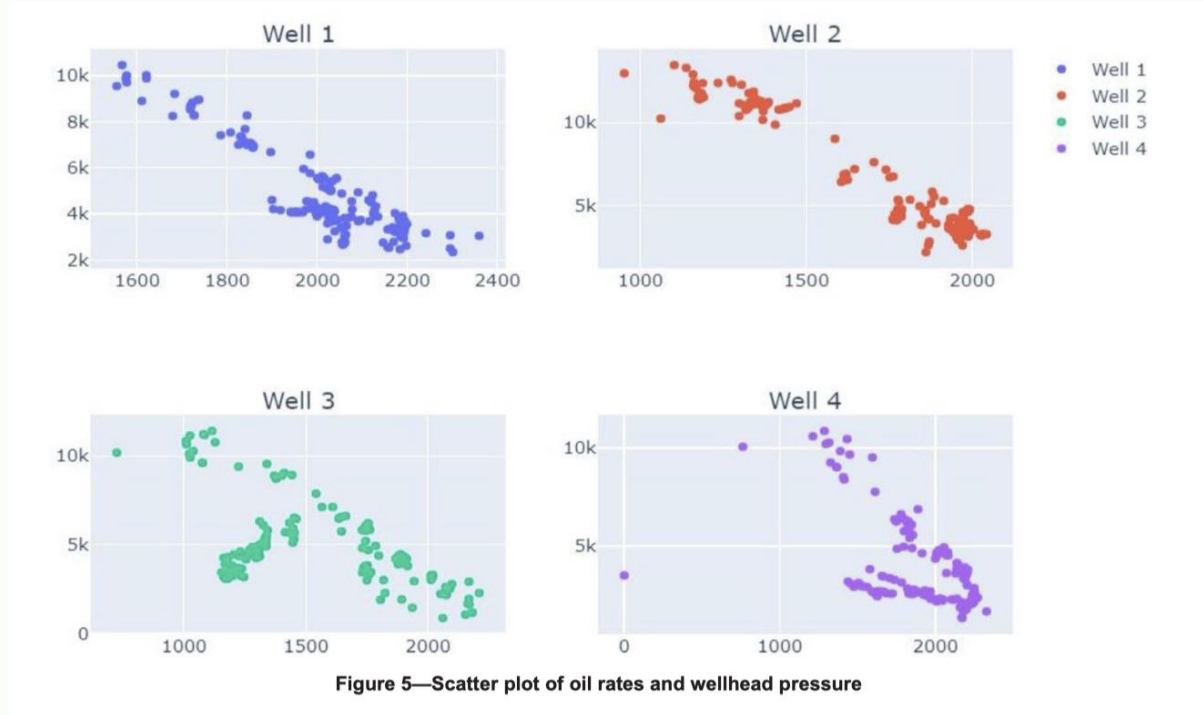 Well 1
10k
8k
6k
4k
2k
1600 1800 2000 2200 2400
Well 2
10k
5k
1000 1500 2000
Well 1
Well 2
Well 3
Well 4
Well 3
10k
5k
0
1000 1500 2000
Well 4
10k
5k
0 1000 2000
Figure 5—Scatter plot of oil rates and wellhead pressure